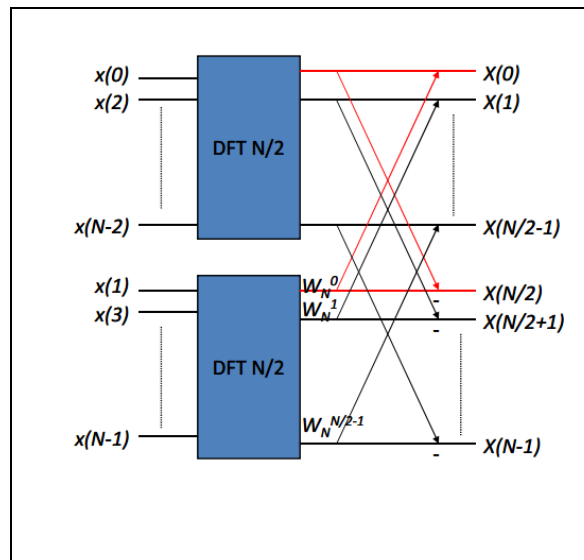 x(0) X(0)
x(2) X(1)
DFT N/2
x(N-2) X(N/2-1)
x(1) W_N^0 X(N/2)
-
x(3) W_N^1 X(N/2+1)
-
DFT N/2
x(N-1) W_N^{N/2-1} X(N-1)
-